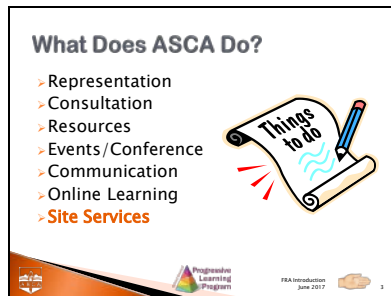 What Does ASCA Do?
➢Representation
➢Consultation
➢Resources
➢Events/Conference
➢Communication
➢Online Learning
➢Site Services
Things
to do
ASCA
Progressive
Learning
Program
FRA Introduction
June 2017
3